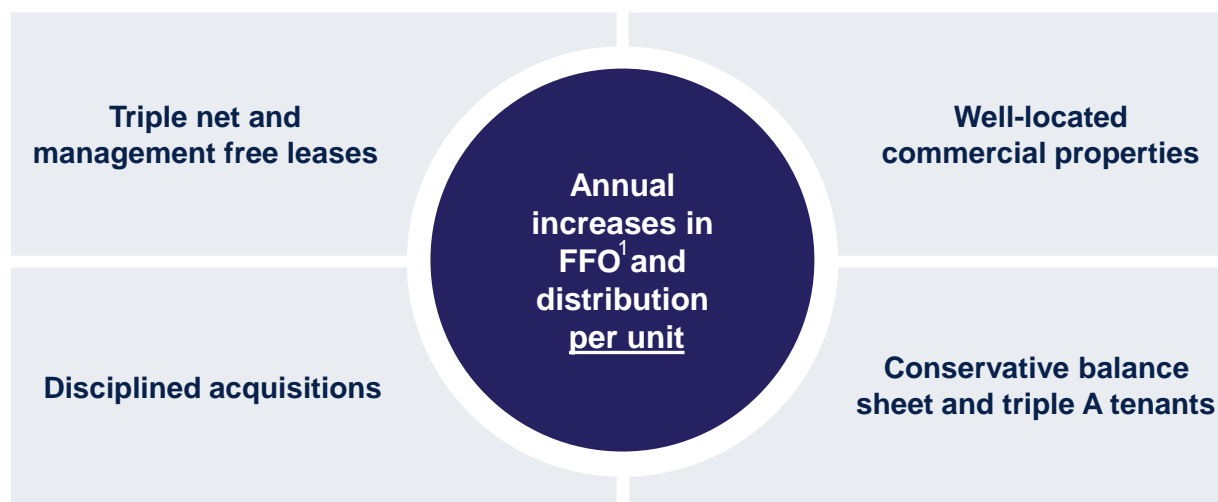 Triple net and
management free leases
Well-located
commercial properties
Annual
increases in
FFO¹ and
distribution
per unit
Disciplined acquisitions
Conservative balance
sheet and triple A tenants